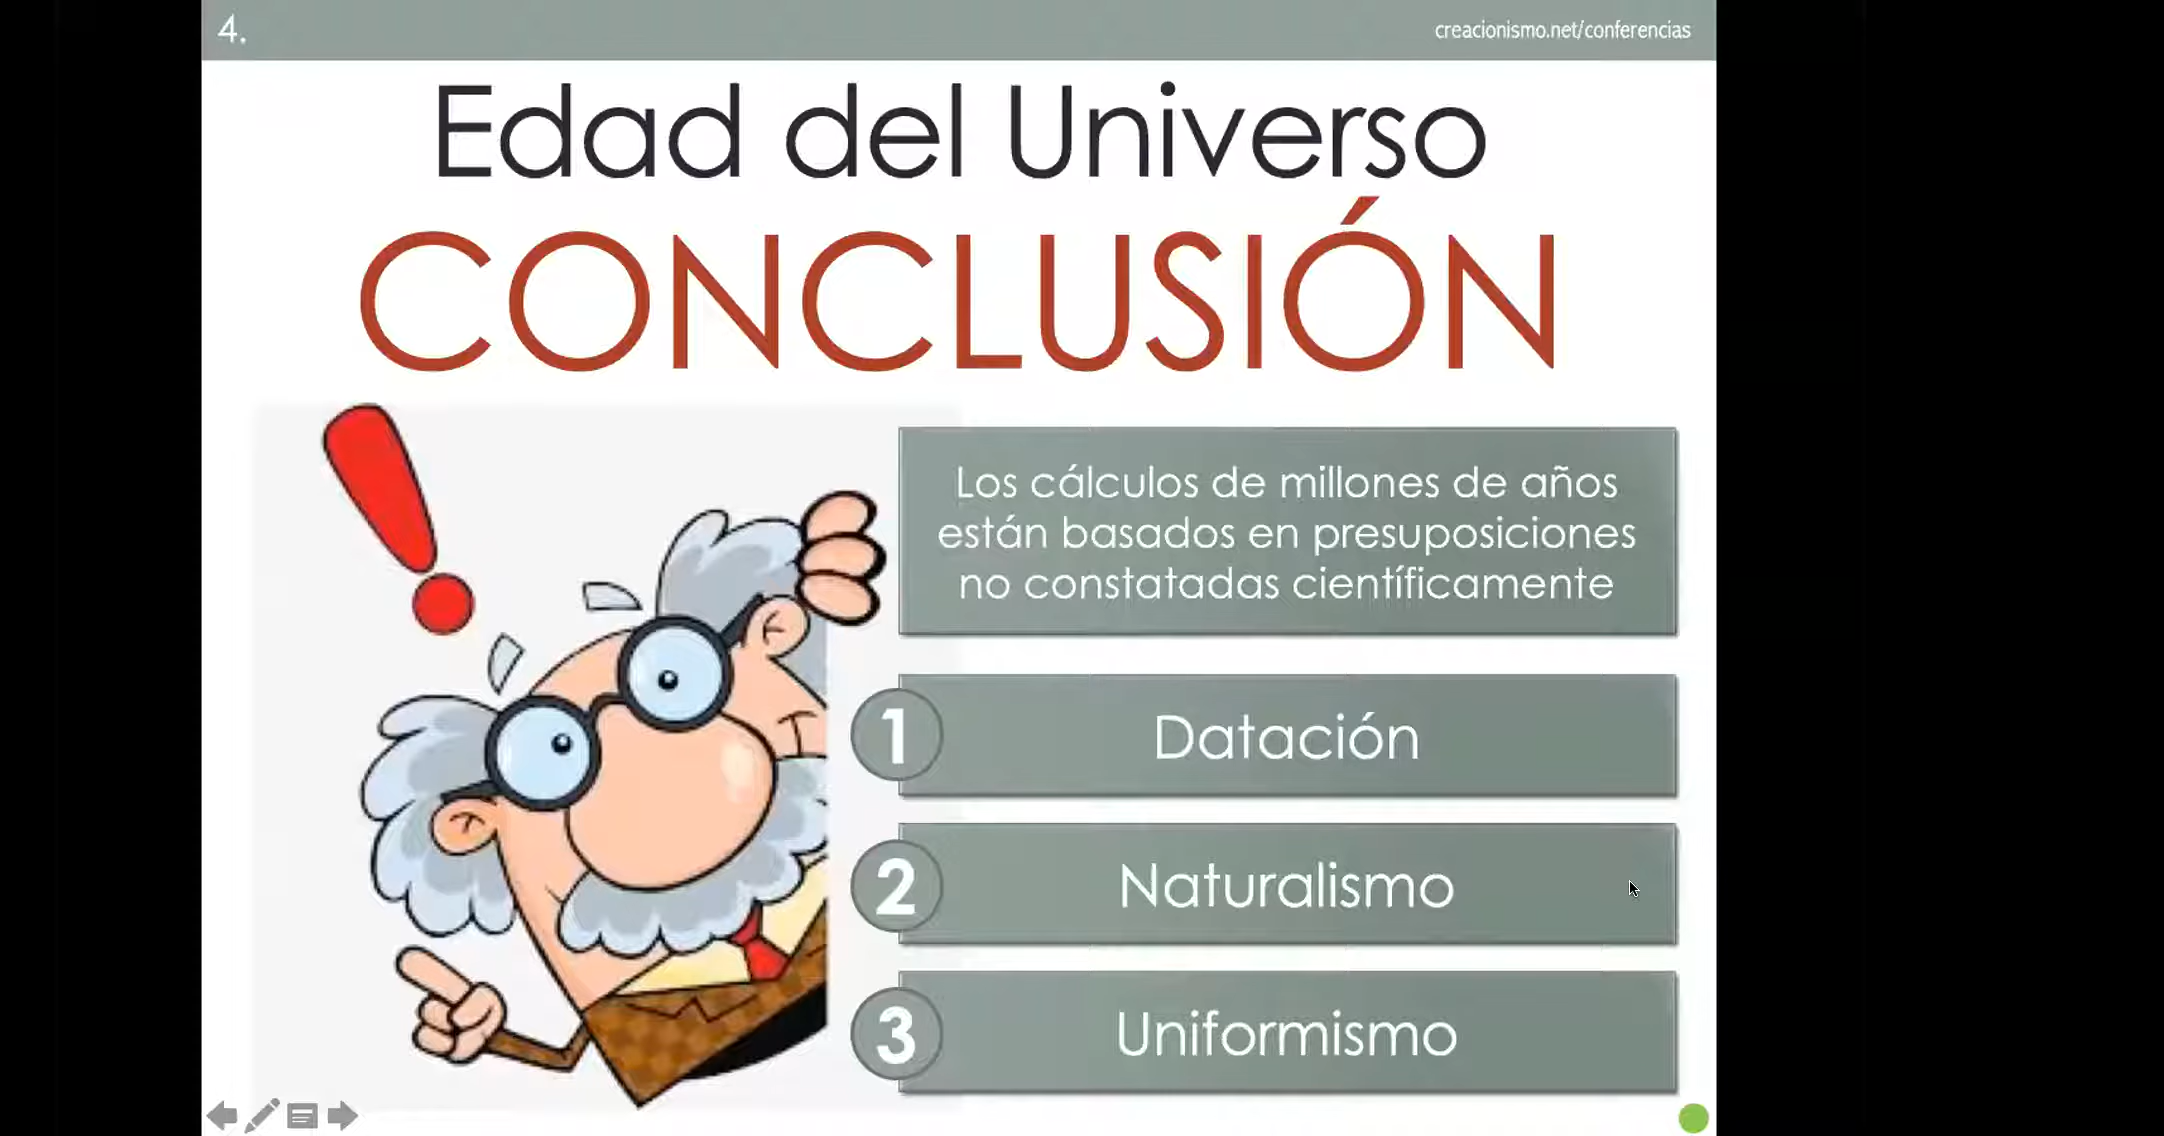 4.
creacionismo.net/conferencias
Edad del Universo
CONCLUSIÓN
Los cálculos de millones de años
están basados en presuposiciones
no constatadas científicamente
1 Datación
2 Naturalismo
3 Uniformismo